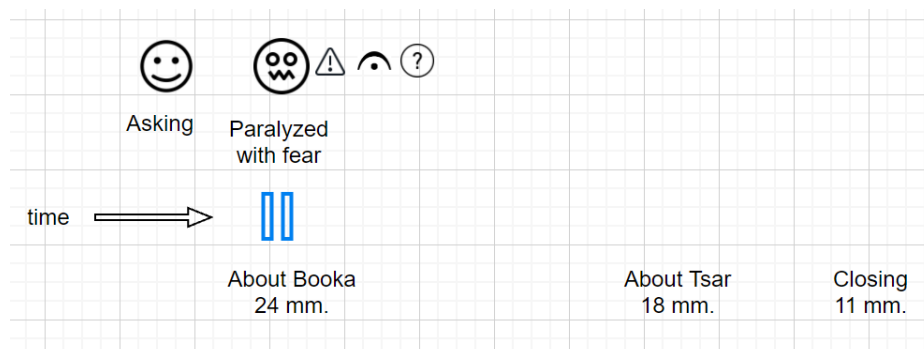 ?
Asking
Paralyzed
with fear
time
About Booka
24 mm.
About Tsar
18 mm.
Closing
11 mm.